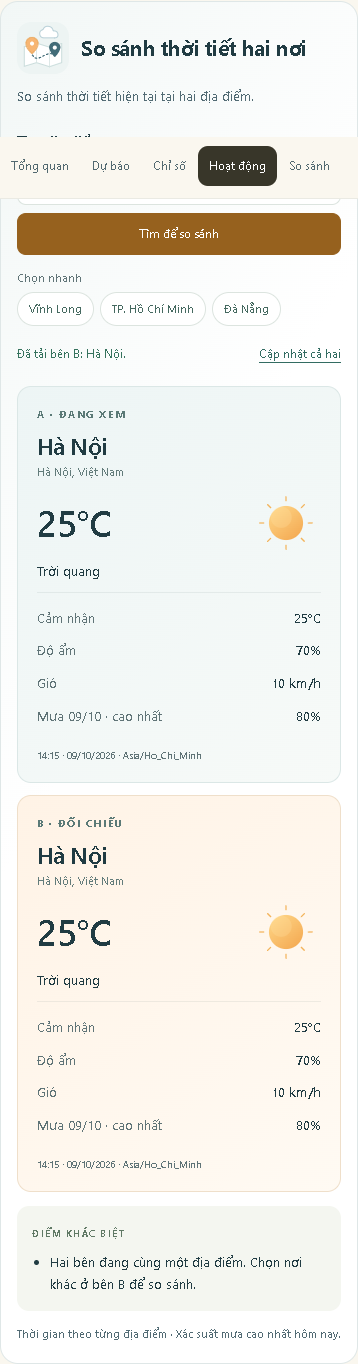 So sánh thời tiết hai nơi
So sánh thời tiết hiện tại tại hai địa điểm.
Tổng quan Dự báo Chỉ số Hoạt động So sánh
Tìm để so sánh
Chọn nhanh
Vĩnh Long TP. Hồ Chí Minh Đà Nẵng
Đã tải bên B: Hà Nội. Cập nhật cả hai
A · ĐANG XEM
Hà Nội
Hà Nội, Việt Nam
25°C
Trời quang
Cảm nhận 25°C
Độ ẩm 70%
Gió 10 km/h
Mưa 09/10 · cao nhất 80%
14:15 · 09/10/2026 · Asia/Ho_Chi_Minh
B · ĐỐI CHIẾU
Hà Nội
Hà Nội, Việt Nam
25°C
Trời quang
Cảm nhận 25°C
Độ ẩm 70%
Gió 10 km/h
Mưa 09/10 · cao nhất 80%
14:15 · 09/10/2026 · Asia/Ho_Chi_Minh
ĐIỂM KHÁC BIỆT
• Hai bên đang cùng một địa điểm. Chọn nơi
khác ở bên B để so sánh.
Thời gian theo từng địa điểm · Xác suất mưa cao nhất hôm nay.